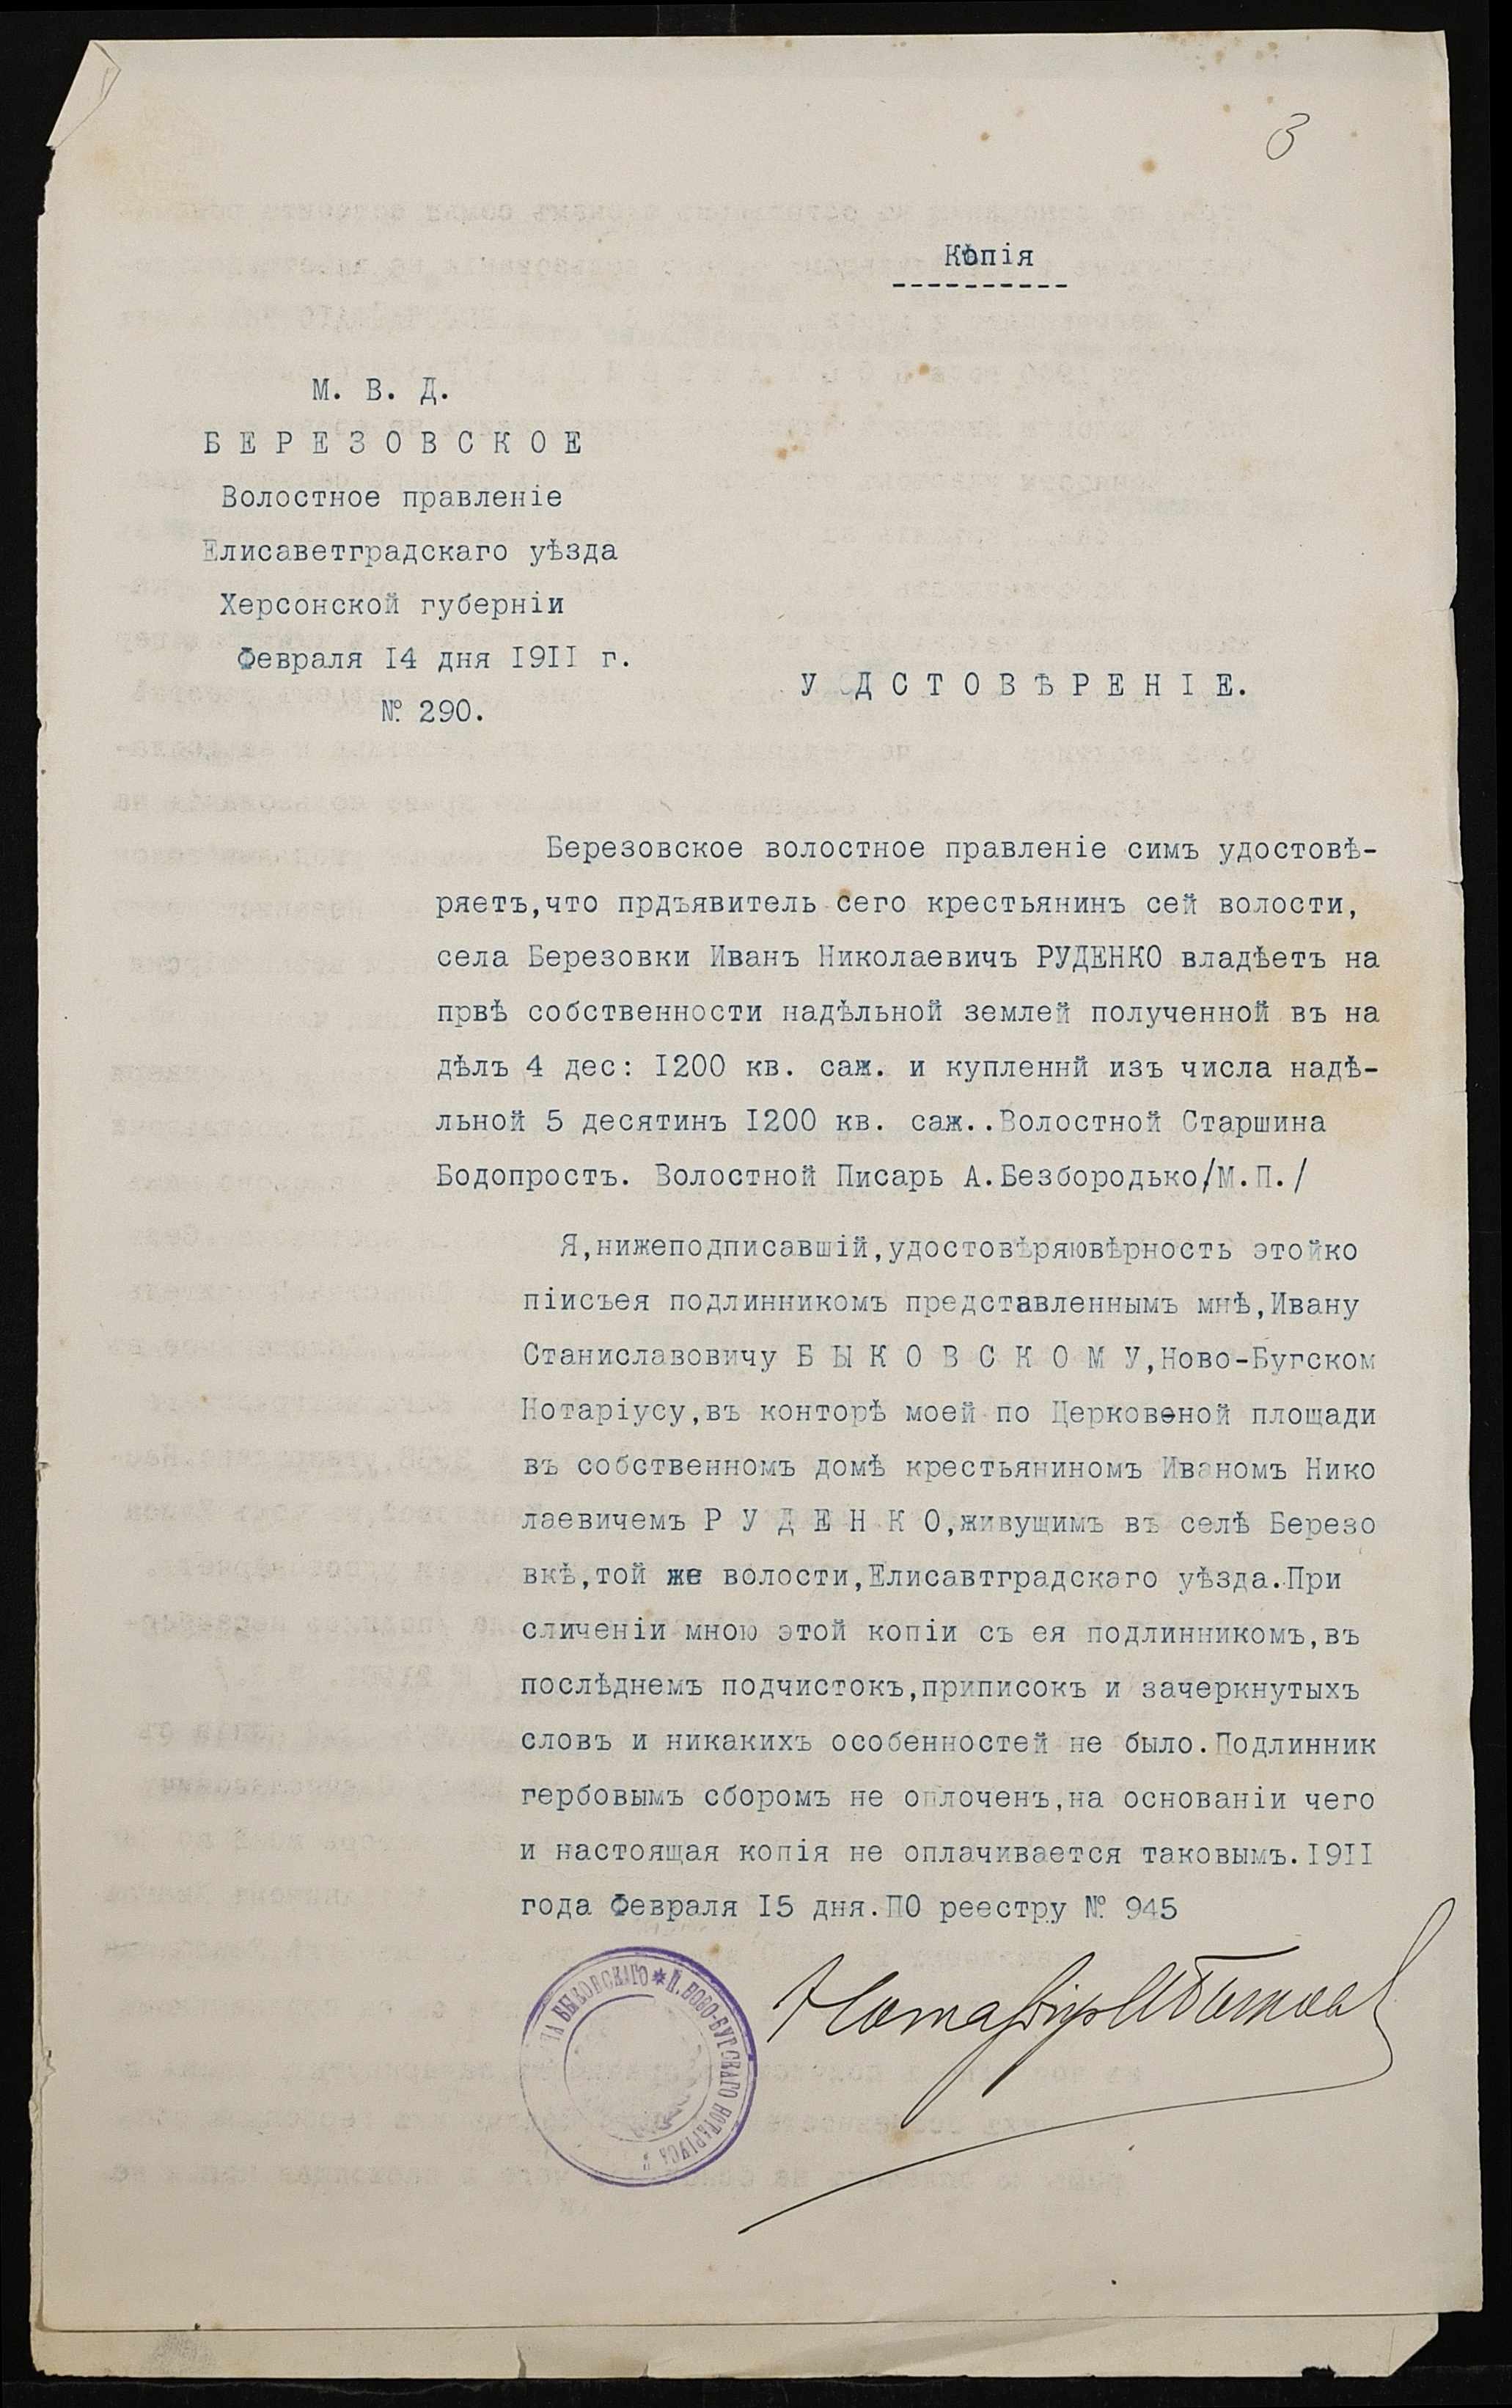 3
Копія
М. В. Д.
БЕРЕЗОВСКОЕ
Волостное правленіе
Елисаветградскаго уѣзда
Херсонской губерніи
Февраля 14 дня 1911 г.
№ 290.
УДСТОВѢРЕНІЕ.
Березовское волостное правленіе симъ удостовѣ-
ряетъ,что прдъявитель сего крестьянинъ сей волости,
села Березовки Иванъ Николаевичъ РУДЕНКО владѣетъ на
првѣ собственности надѣльной землей полученной въ на
дѣлъ 4 дес: 1200 кв. саж. и купленнй изъ числа надѣ-
льной 5 десятинъ 1200 кв. саж..Волостной Старшина
Бодопростъ. Волостной Писарь А.Безбородько/М.П./
Я,нижеподписавшій,удостовѣряювѣрность этойко
піисъея подлинникомъ представленнымъ мнѣ,Ивану
Станиславовичу БЫКОВСКОМУ,Ново-Бугском
Нотаріусу,въ конторѣ моей по Церковеной площади
въ собственномъ домѣ крестьяниномъ Иваномъ Нико
лаевичемъ РУДЕНКО,живущимъ въ селѣ Березо
вкѣ,той же волости,Елисавтградскаго уѣзда.При
сличеніи мною этой копіи съ ея подлинникомъ,въ
послѣднемъ подчистокъ,приписокъ и зачеркнутыхъ
словъ и никакихъ особенностей не было.Подлинник
гербовымъ сборомъ не оплоченъ,на основаніи чего
и настоящая копія не оплачивается таковымъ.1911
года Февраля 15 дня.ПО реестру № 945
Нотаріусъ
БЫКОВСКАГО * П. НОВО-БУГСКАГО НОТАРІУСА